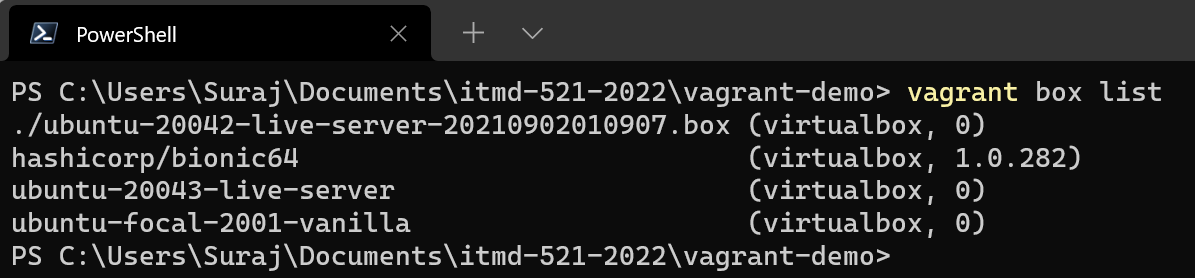 PowerShell
PS C:\Users\Suraj\Documents\itmd-521-2022\vagrant-demo> vagrant box list
./ubuntu-20042-live-server-20210902010907.box (virtualbox, 0)
hashicorp/bionic64                            (virtualbox, 1.0.282)
ubuntu-20043-live-server                      (virtualbox, 0)
ubuntu-focal-2001-vanilla                     (virtualbox, 0)
PS C:\Users\Suraj\Documents\itmd-521-2022\vagrant-demo>